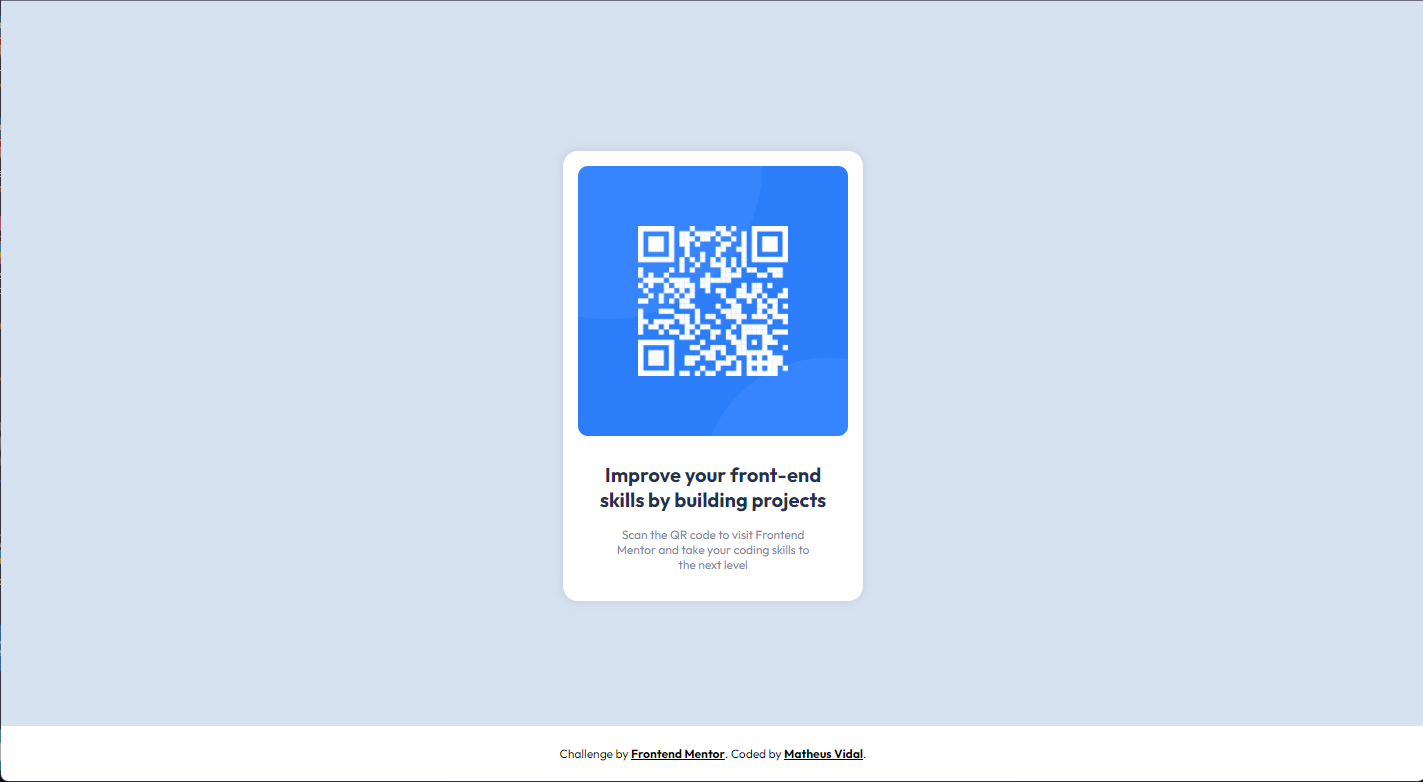 Improve your front-end
skills by building projects
Scan the QR code to visit Frontend
Mentor and take your coding skills to
the next level
Challenge by Frontend Mentor. Coded by Matheus Vidal.